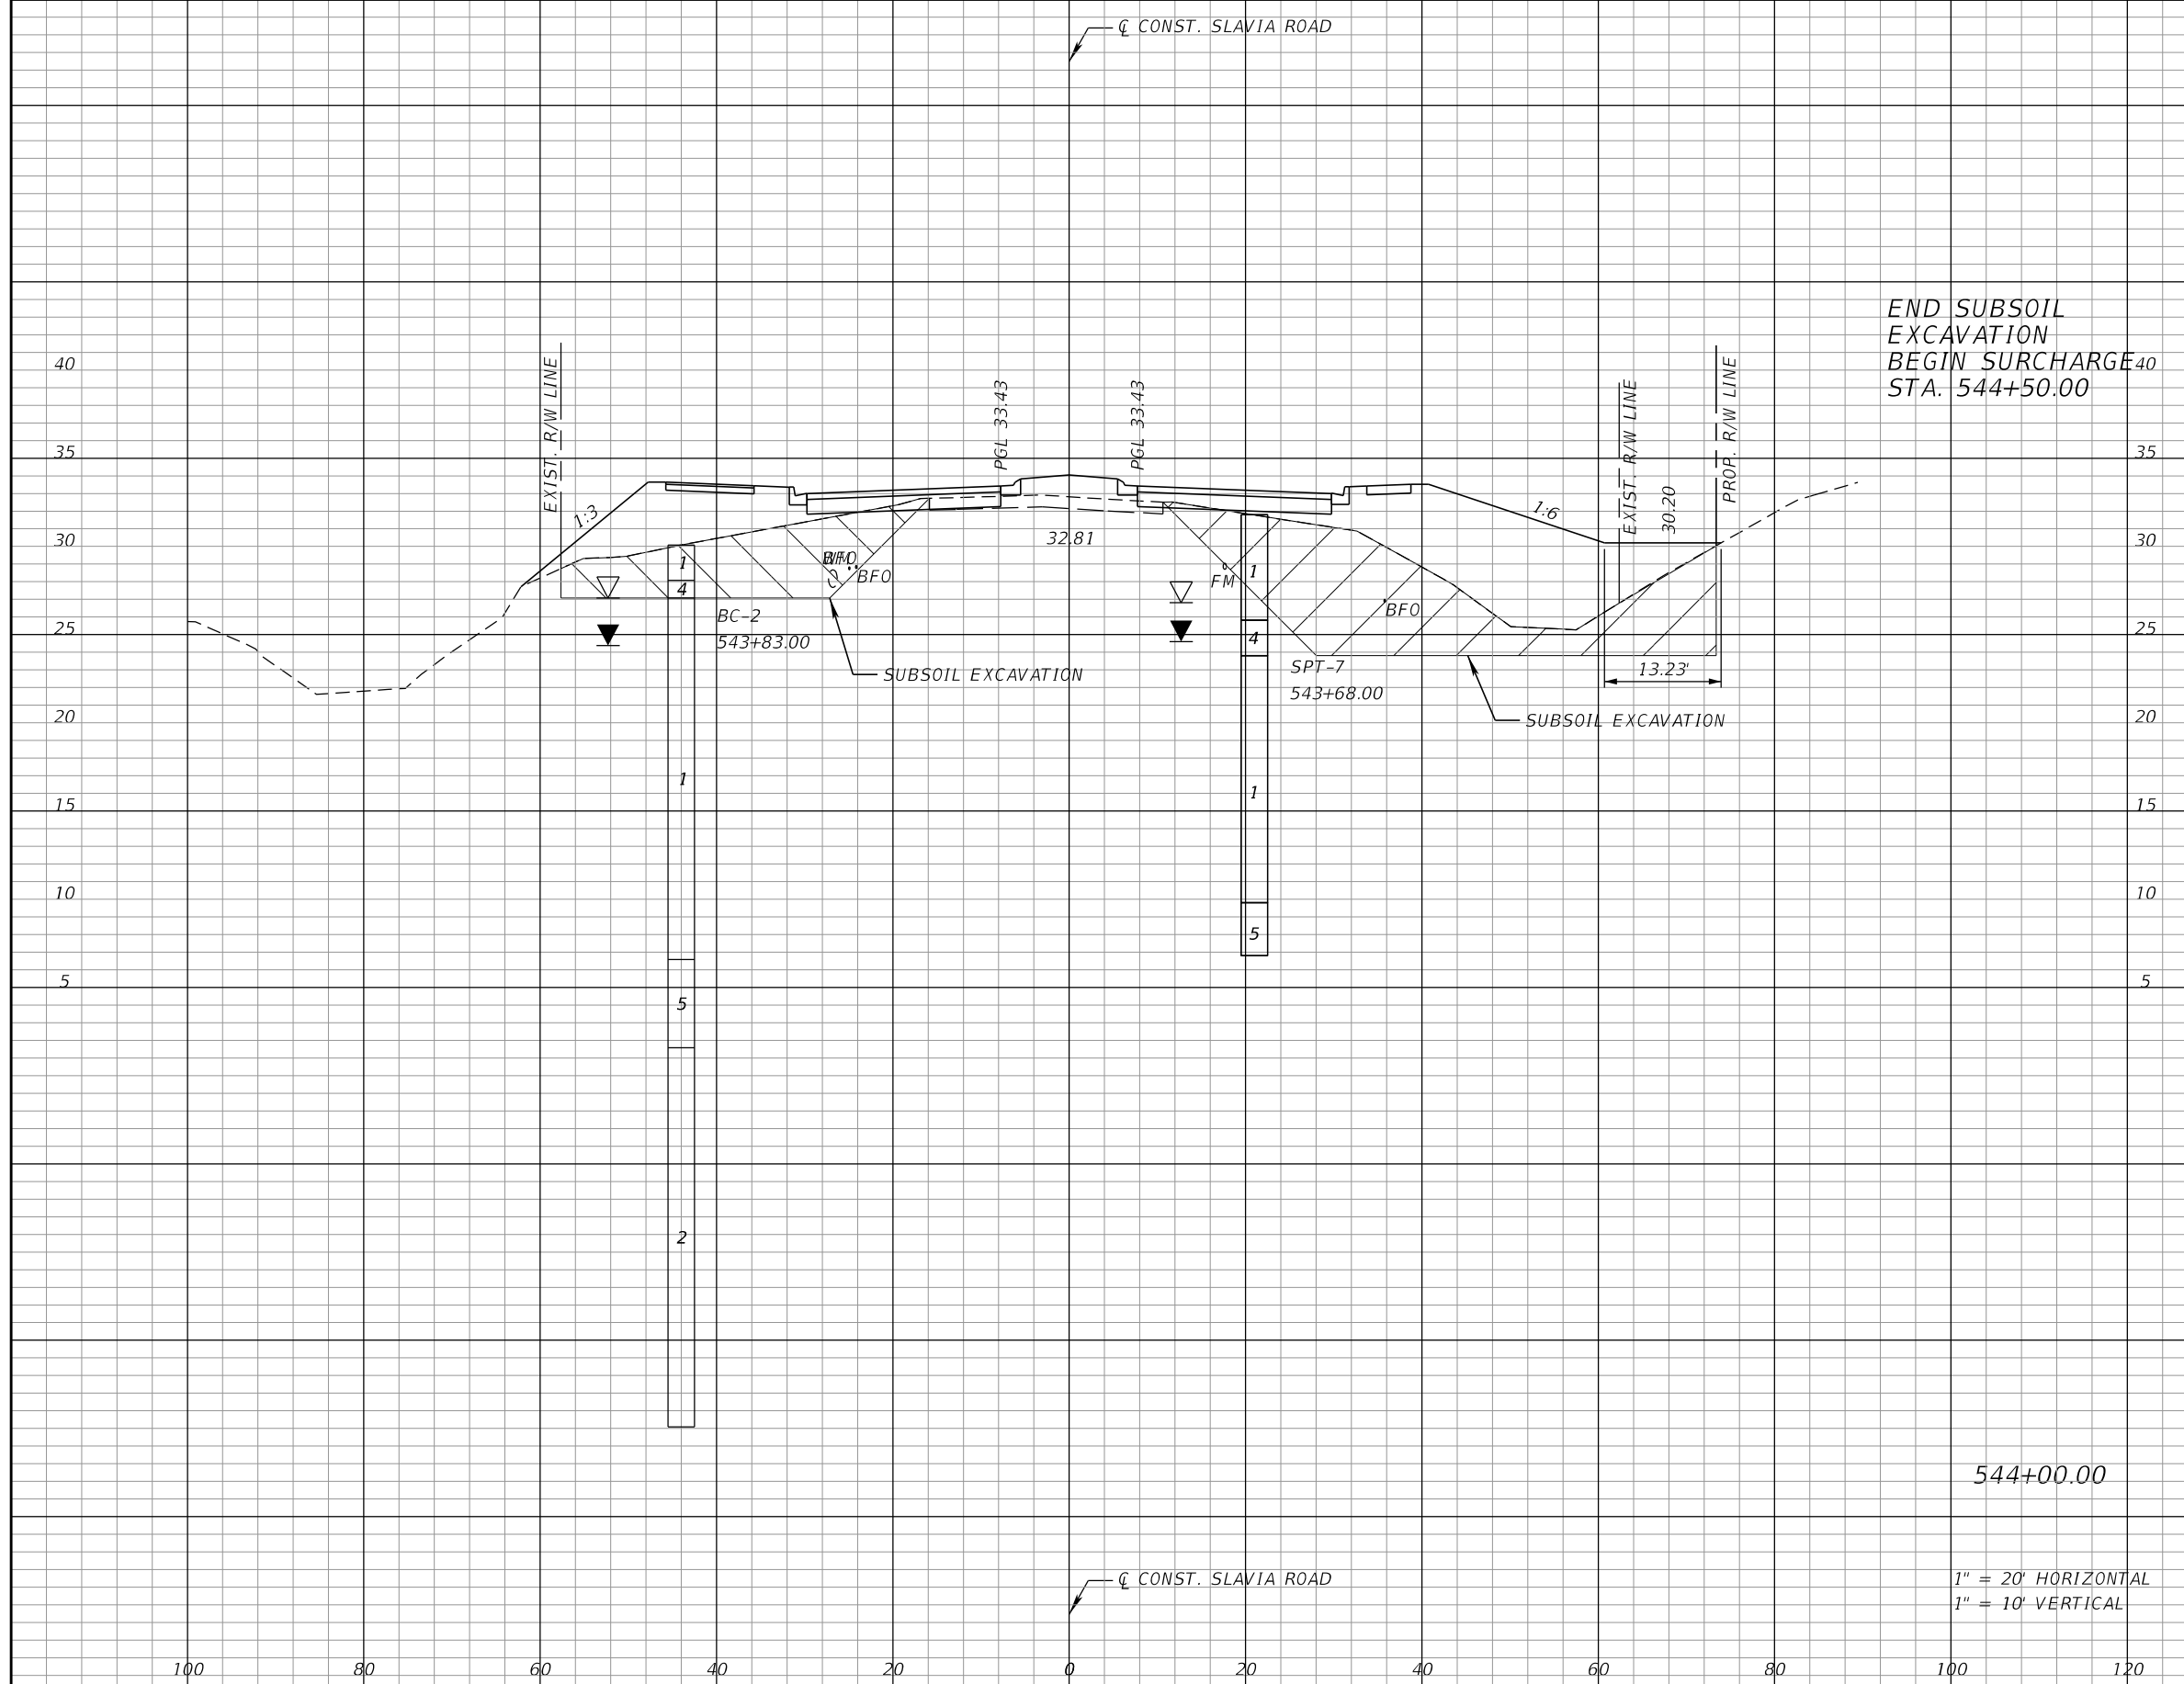 ℄ CONST. SLAVIA ROAD
END SUBSOIL
EXCAVATION
BEGIN SURCHARGE
STA. 544+50.00
40
40
EXIST. R/W LINE
PGL 33.43
PGL 33.43
EXIST. R/W LINE
30.20
PROP. R/W LINE
35
35
1:3
1:6
30
32.81
30
1
BFO
BFO
1
FM
4
BFO
BC-2
25
4
25
543+83.00
SPT-7
13.23'
SUBSOIL EXCAVATION
543+68.00
20
SUBSOIL EXCAVATION
20
1
1
15
15
10
10
5
5
5
5
2
544+00.00
℄ CONST. SLAVIA ROAD
1" = 20' HORIZONTAL
1" = 10' VERTICAL
100 80 60 40 20 0 20 40 60 80 100 120